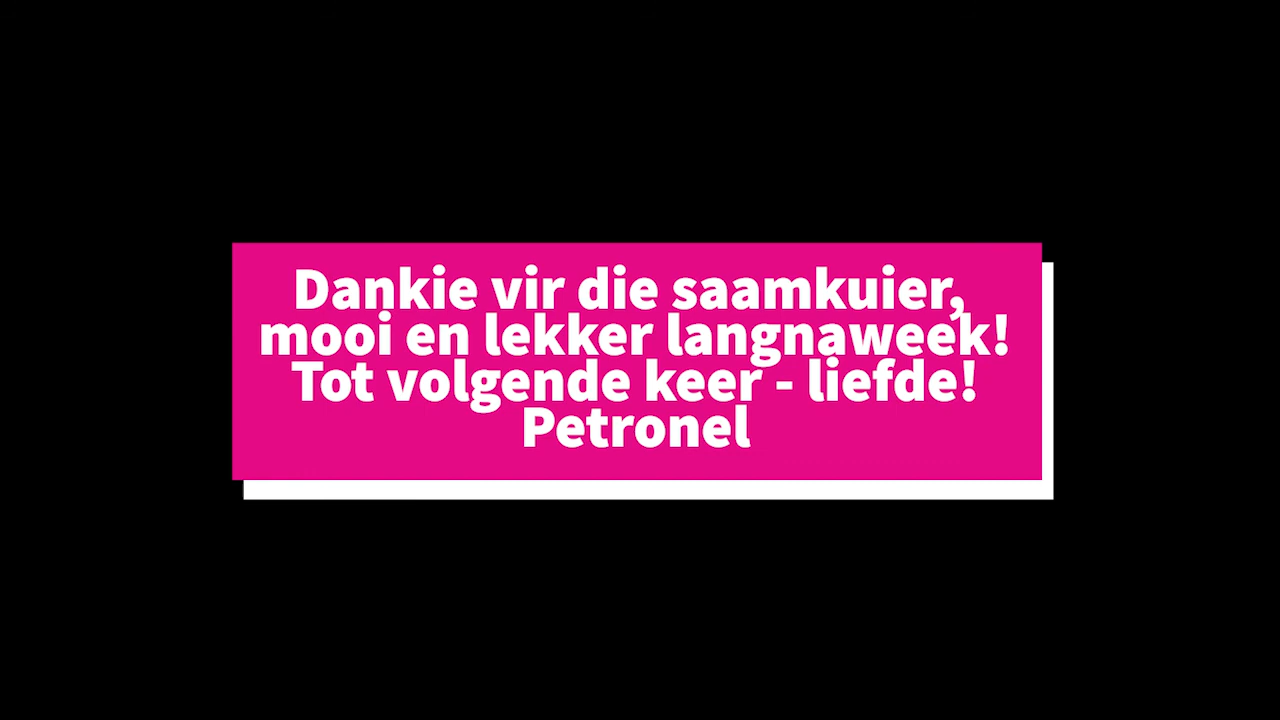 Dankie vir die saamkuier,
mooi en lekker langnaweek!
Tot volgende keer - liefde!
Petronel